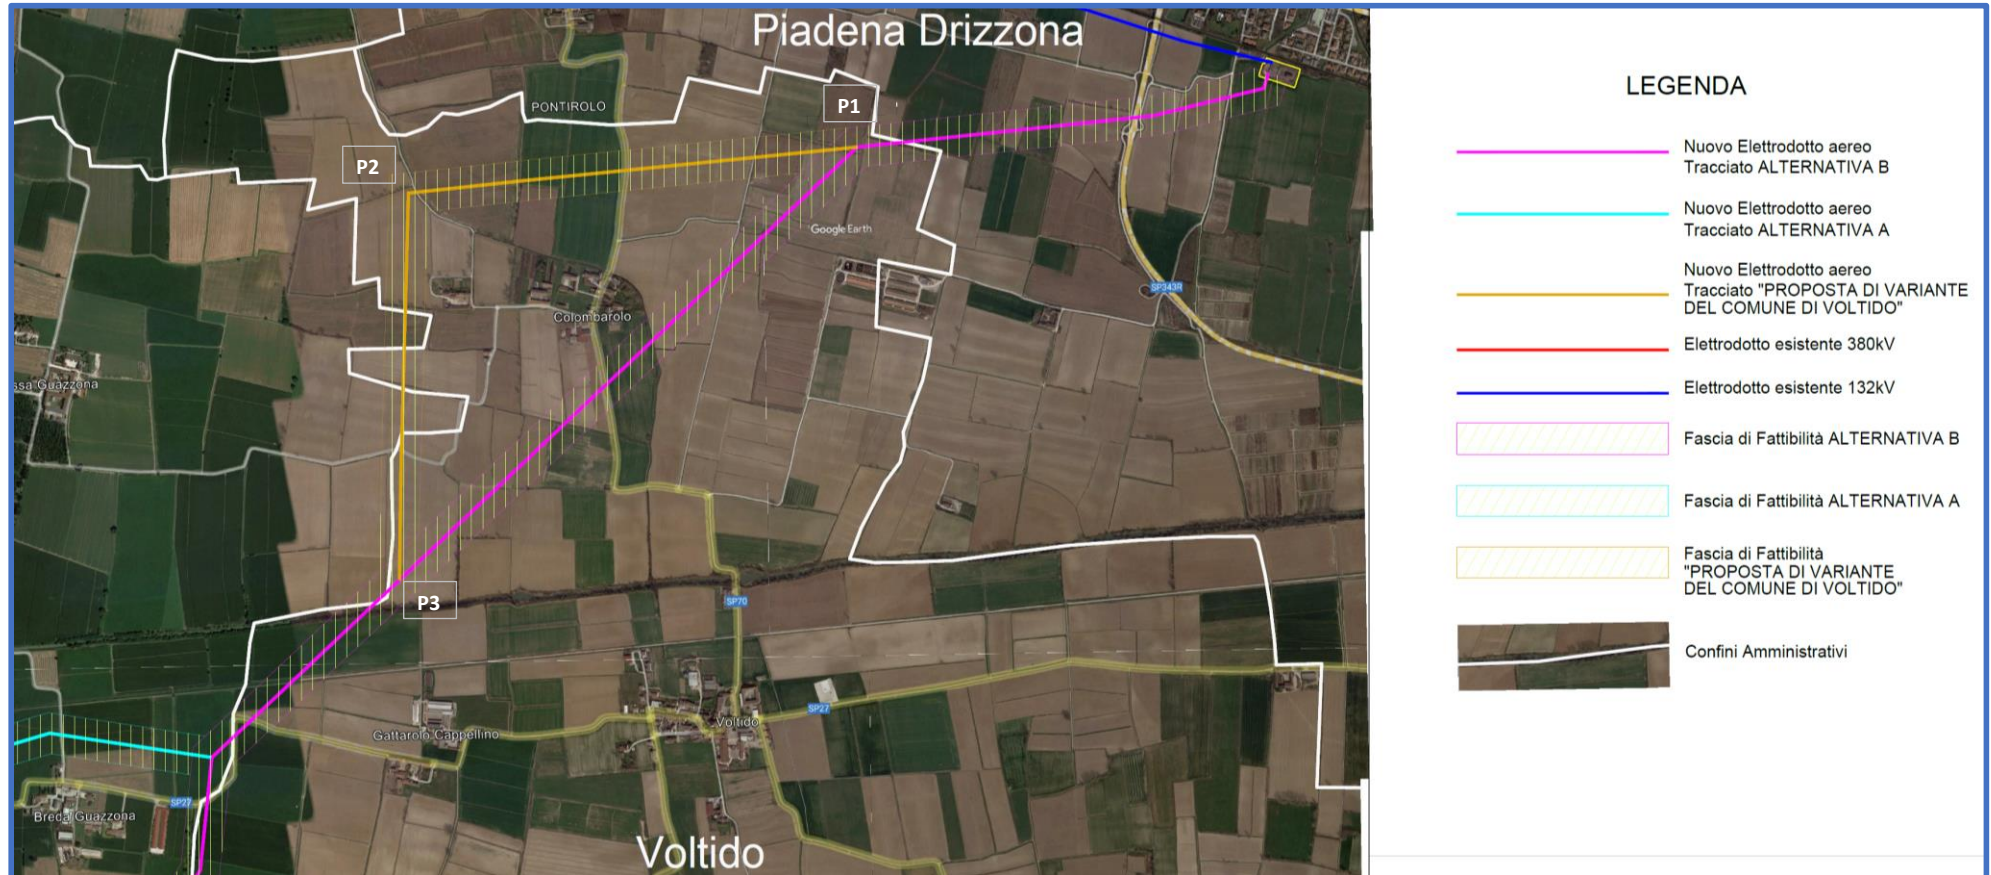 Piadena Drizzona
PONTIROLO
P1
P2
Google Earth
SP343R
Colombarolo
ssa Guazzona
P3
SP70
Voltido
SP27
Gattarolo Cappellino
SP27
Breda Guazzona
Voltido
LEGENDA
Nuovo Elettrodotto aereo
Tracciato ALTERNATIVA B
Nuovo Elettrodotto aereo
Tracciato ALTERNATIVA A
Nuovo Elettrodotto aereo
Tracciato "PROPOSTA DI VARIANTE
DEL COMUNE DI VOLTIDO"
Elettrodotto esistente 380kV
Elettrodotto esistente 132kV
Fascia di Fattibilità ALTERNATIVA B
Fascia di Fattibilità ALTERNATIVA A
Fascia di Fattibilità
"PROPOSTA DI VARIANTE
DEL COMUNE DI VOLTIDO"
Confini Amministrativi